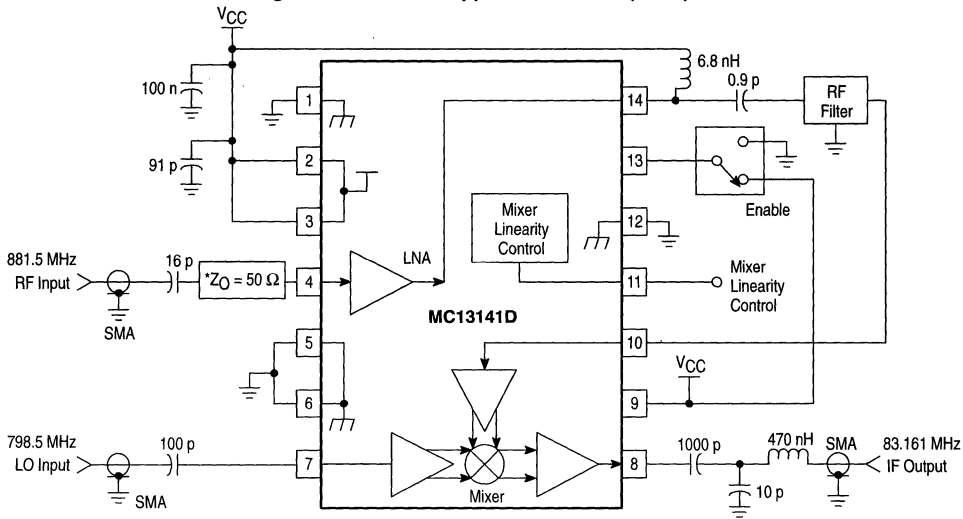 VCC
6.8 nH
0.9 p
RF
Filter
100 n
1
14
91 p
2
13
3
Enable
Mixer
Linearity
Control
12
881.5 MHz
RF Input
SMA
16 p
*ZO = 50 Ω
4
LNA
11
Mixer
Linearity
Control
MC13141D
5
10
6
VCC
9
798.5 MHz
LO Input
SMA
100 p
7
Mixer
8
1000 p
470 nH
SMA
83.161 MHz
IF Output
10 p